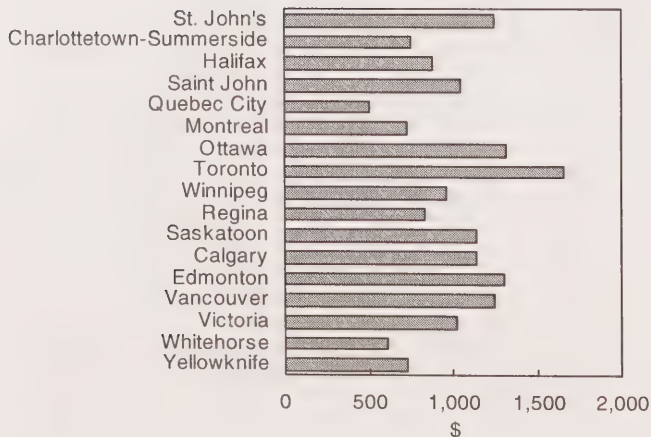 St. John's
Charlottetown-Summerside
Halifax
Saint John
Quebec City
Montreal
Ottawa
Toronto
Winnipeg
Regina
Saskatoon
Calgary
Edmonton
Vancouver
Victoria
Whitehorse
Yellowknife
0 500 1,000 1,500 2,000
$